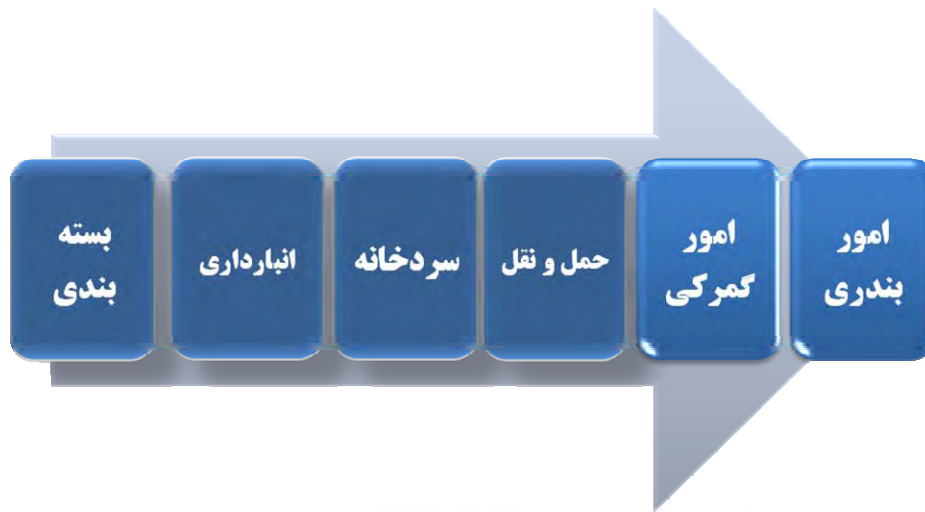 بسته
بندی
انبارداری
سردخانه
حمل و نقل
امور
گمرکی
امور
بندری